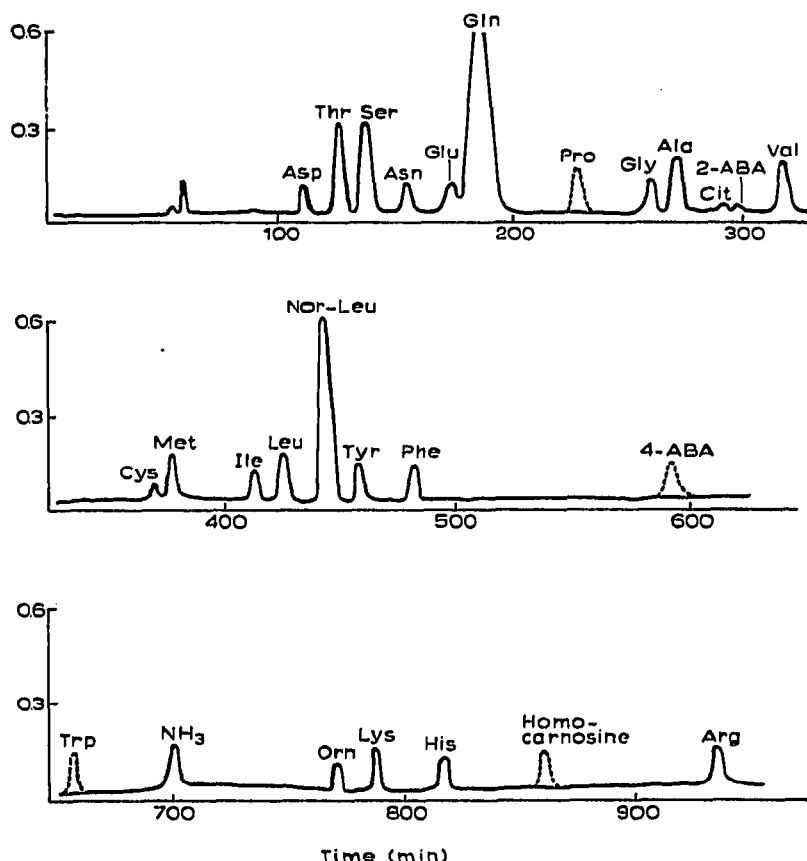 0.6
Gln
Thr Ser
0.3
Asp
Asn
Glu
Pro
Gly
Ala
2-ABA
Cit
Val
100
200
300
Nor-Leu
0.6
0.3
Cys
Met
Ile
Leu
Tyr
Phe
4-ABA
400
500
600
0.6
0.3
Trp
NH3
Orn
Lys
His
Homo-
carnosine
Arg
700
800
900
Time (min)